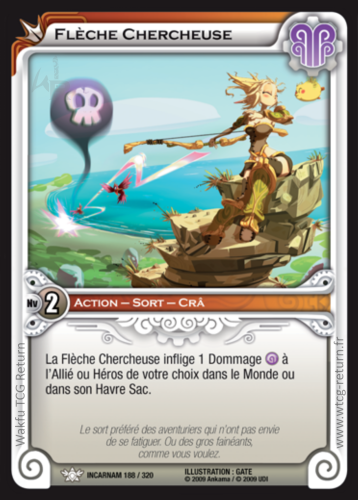 Flèche Chercheuse
Nv 2 Action – Sort – Crâ
La Flèche Chercheuse inflige 1 Dommage à
l'Allié ou Héros de votre choix dans le Monde ou
dans son Havre Sac.
Le sort préféré des aventuriers qui n'ont pas envie
de se fatiguer. Ou des gros fainéants,
comme vous voulez.
INCARNAM 188 / 320
ILLUSTRATION : GATE
© 2009 Ankama / © 2009 UDI
Wakfu TCG Return
www.wtcg-return.fr